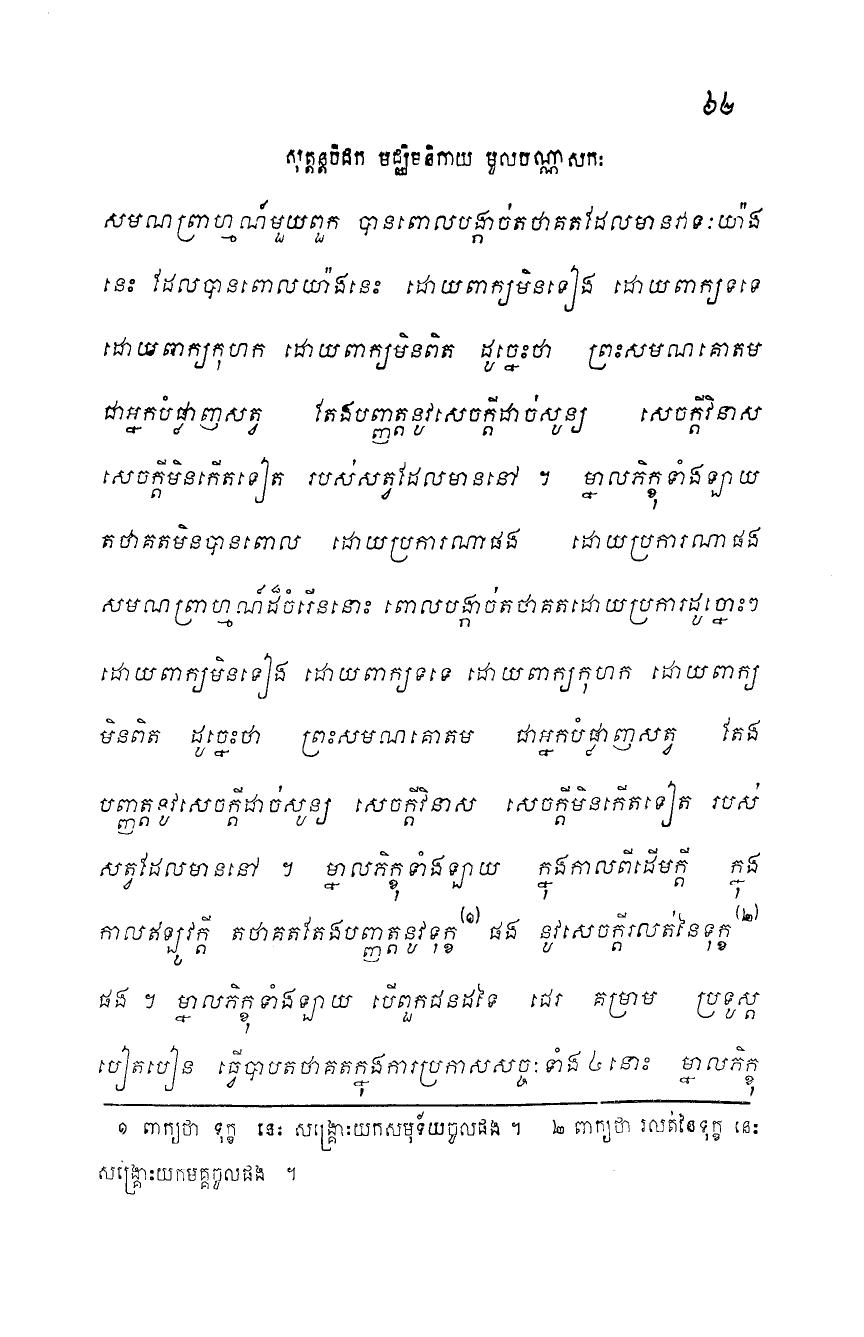 ៦២
សុត្តន្តបិដក មជ្ឈិមនិកាយ មូលបណ្ណាសកៈ
សមណព្រាហ្មណ៍មួយពួក បានពោលបង្កាច់តថាគតដែលមានវាទៈយ៉ាង
នេះ ដែលបានពោលយ៉ាងនេះ ដោយពាក្យមិនទៀង ដោយពាក្យទទេ
ដោយពាក្យកុហក ដោយពាក្យមិនពិត ដូច្នេះថា ព្រះសមណគោតម
ជាអ្នកបំផ្លាញសត្វ តែងបញ្ញត្តនូវសេចក្តីដាច់សូន្យ សេចក្តីវិនាស
សេចក្តីមិនកើតទៀត របស់សត្វដែលមាននៅ ។ ម្នាលភិក្ខុទាំងឡាយ
តថាគតមិនបានពោល ដោយប្រការណាផង ដោយប្រការណាផង
សមណព្រាហ្មណ៍ដ៏ចំរើននោះ ពោលបង្កាច់តថាគតដោយប្រការដូច្នោះៗ
ដោយពាក្យមិនទៀង ដោយពាក្យទទេ ដោយពាក្យកុហក ដោយពាក្យ
មិនពិត ដូច្នេះថា ព្រះសមណគោតម ជាអ្នកបំផ្លាញសត្វ តែង
បញ្ញត្តនូវសេចក្តីដាច់សូន្យ សេចក្តីវិនាស សេចក្តីមិនកើតទៀត របស់
សត្វដែលមាននៅ ។ ម្នាលភិក្ខុទាំងឡាយ ក្នុងកាលពីដើមក្តី ក្នុង
កាលឥឡូវក្តី តថាគតតែងបញ្ញត្តនូវទុក្ខ(១) ផង នូវសេចក្តីរលត់នៃទុក្ខ(២)
ផង ។ ម្នាលភិក្ខុទាំងឡាយ បើពួកជនដទៃ ជេរ គម្រាម ប្រទូស្ត
បៀតបៀន ធ្វើបាបតថាគតក្នុងការប្រកាសសច្ចៈទាំង ៤ នោះ ម្នាលភិក្ខុ
១ ពាក្យថា ទុក្ខ នេះ សង្គ្រោះយកសមុទ័យចូលផង ។ ២ ពាក្យថា រលត់នៃទុក្ខ នេះ
សង្គ្រោះយកមគ្គចូលផង ។